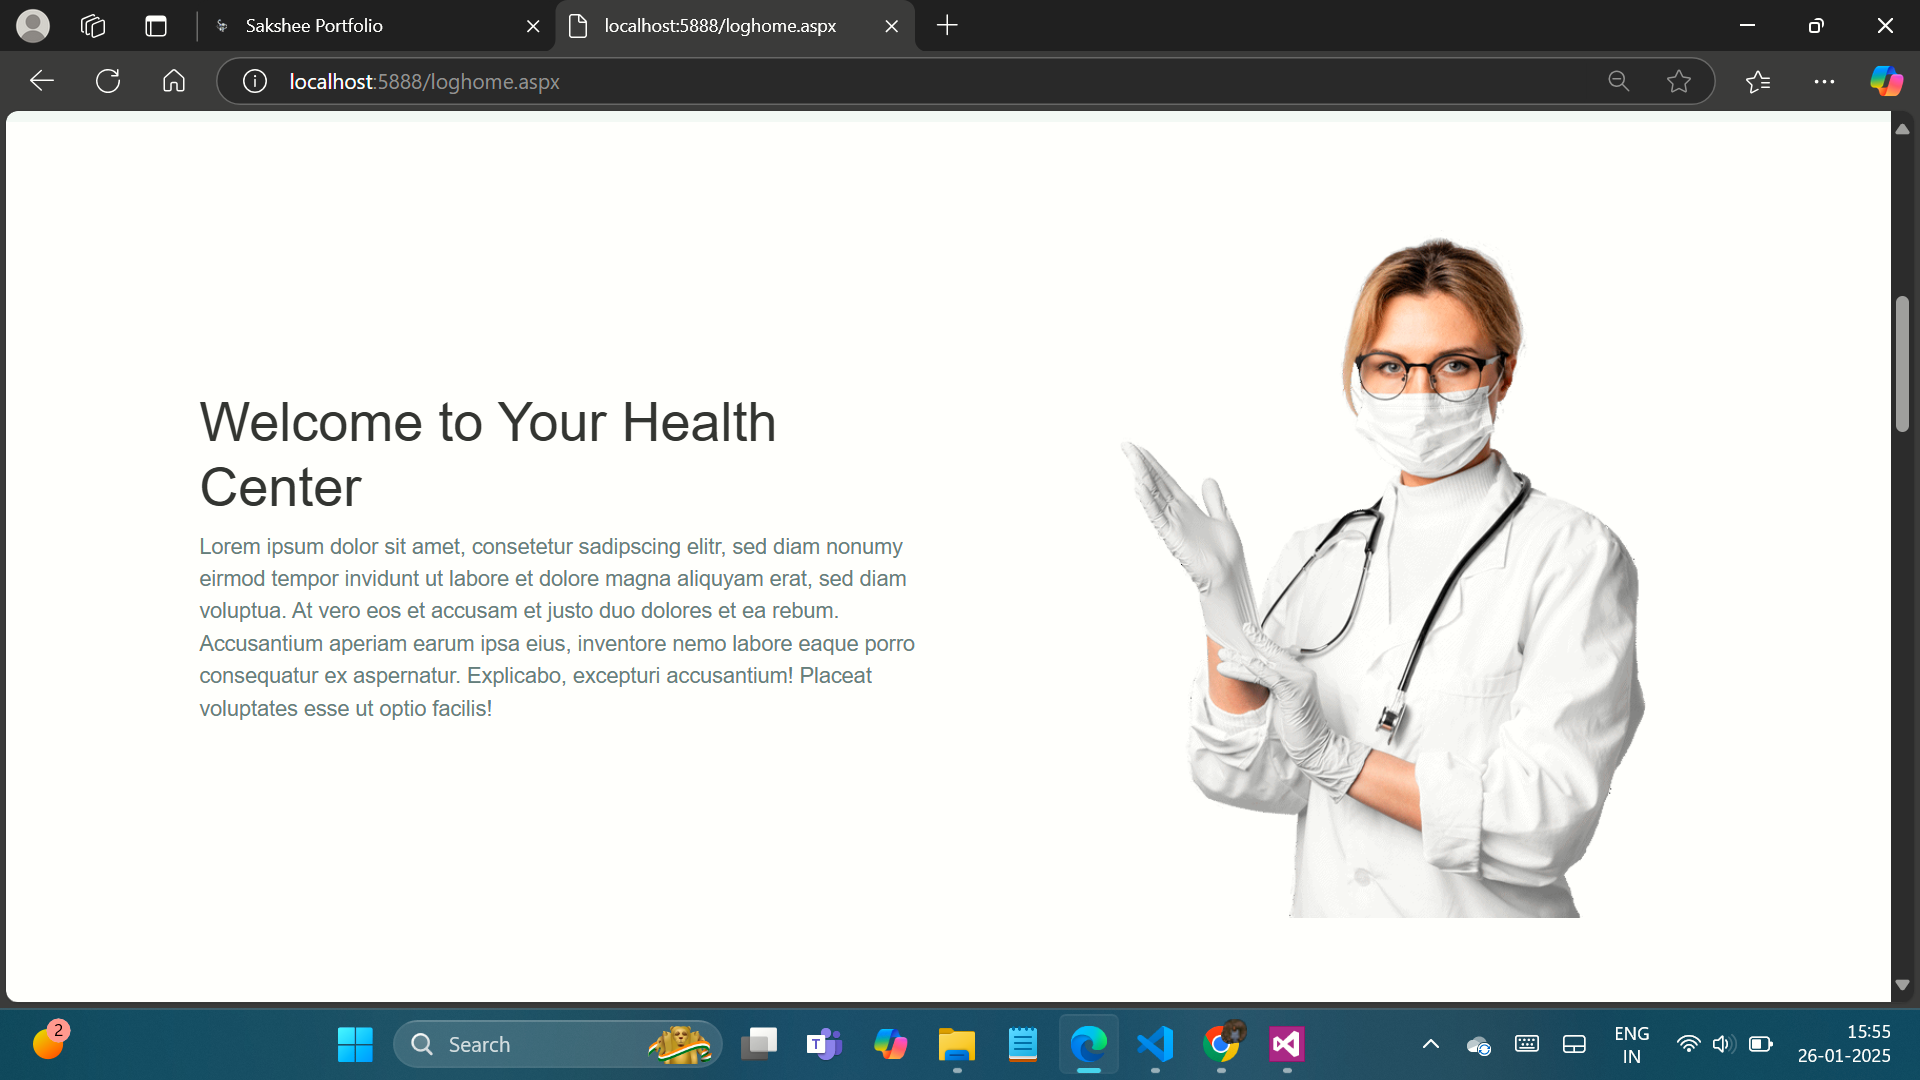 Sakshee Portfolio
localhost:5888/loghome.aspx
localhost:5888/loghome.aspx
Welcome to Your Health
Center
Lorem ipsum dolor sit amet, consetetur sadipscing elitr, sed diam nonumy
eirmod tempor invidunt ut labore et dolore magna aliquyam erat, sed diam
voluptua. At vero eos et accusam et justo duo dolores et ea rebum.
Accusantium aperiam earum ipsa eius, inventore nemo labore eaque porro
consequatur ex aspernatur. Explicabo, excepturi accusantium! Placeat
voluptates esse ut optio facilis!
2
Search
T
ENG
IN
15:55
26-01-2025